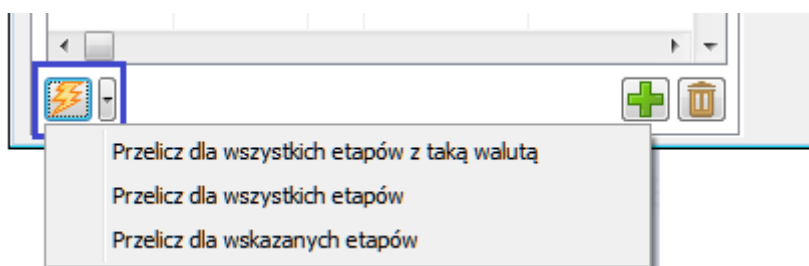 Przelicz dla wszystkich etapów z taką walutą
Przelicz dla wszystkich etapów
Przelicz dla wskazanych etapów